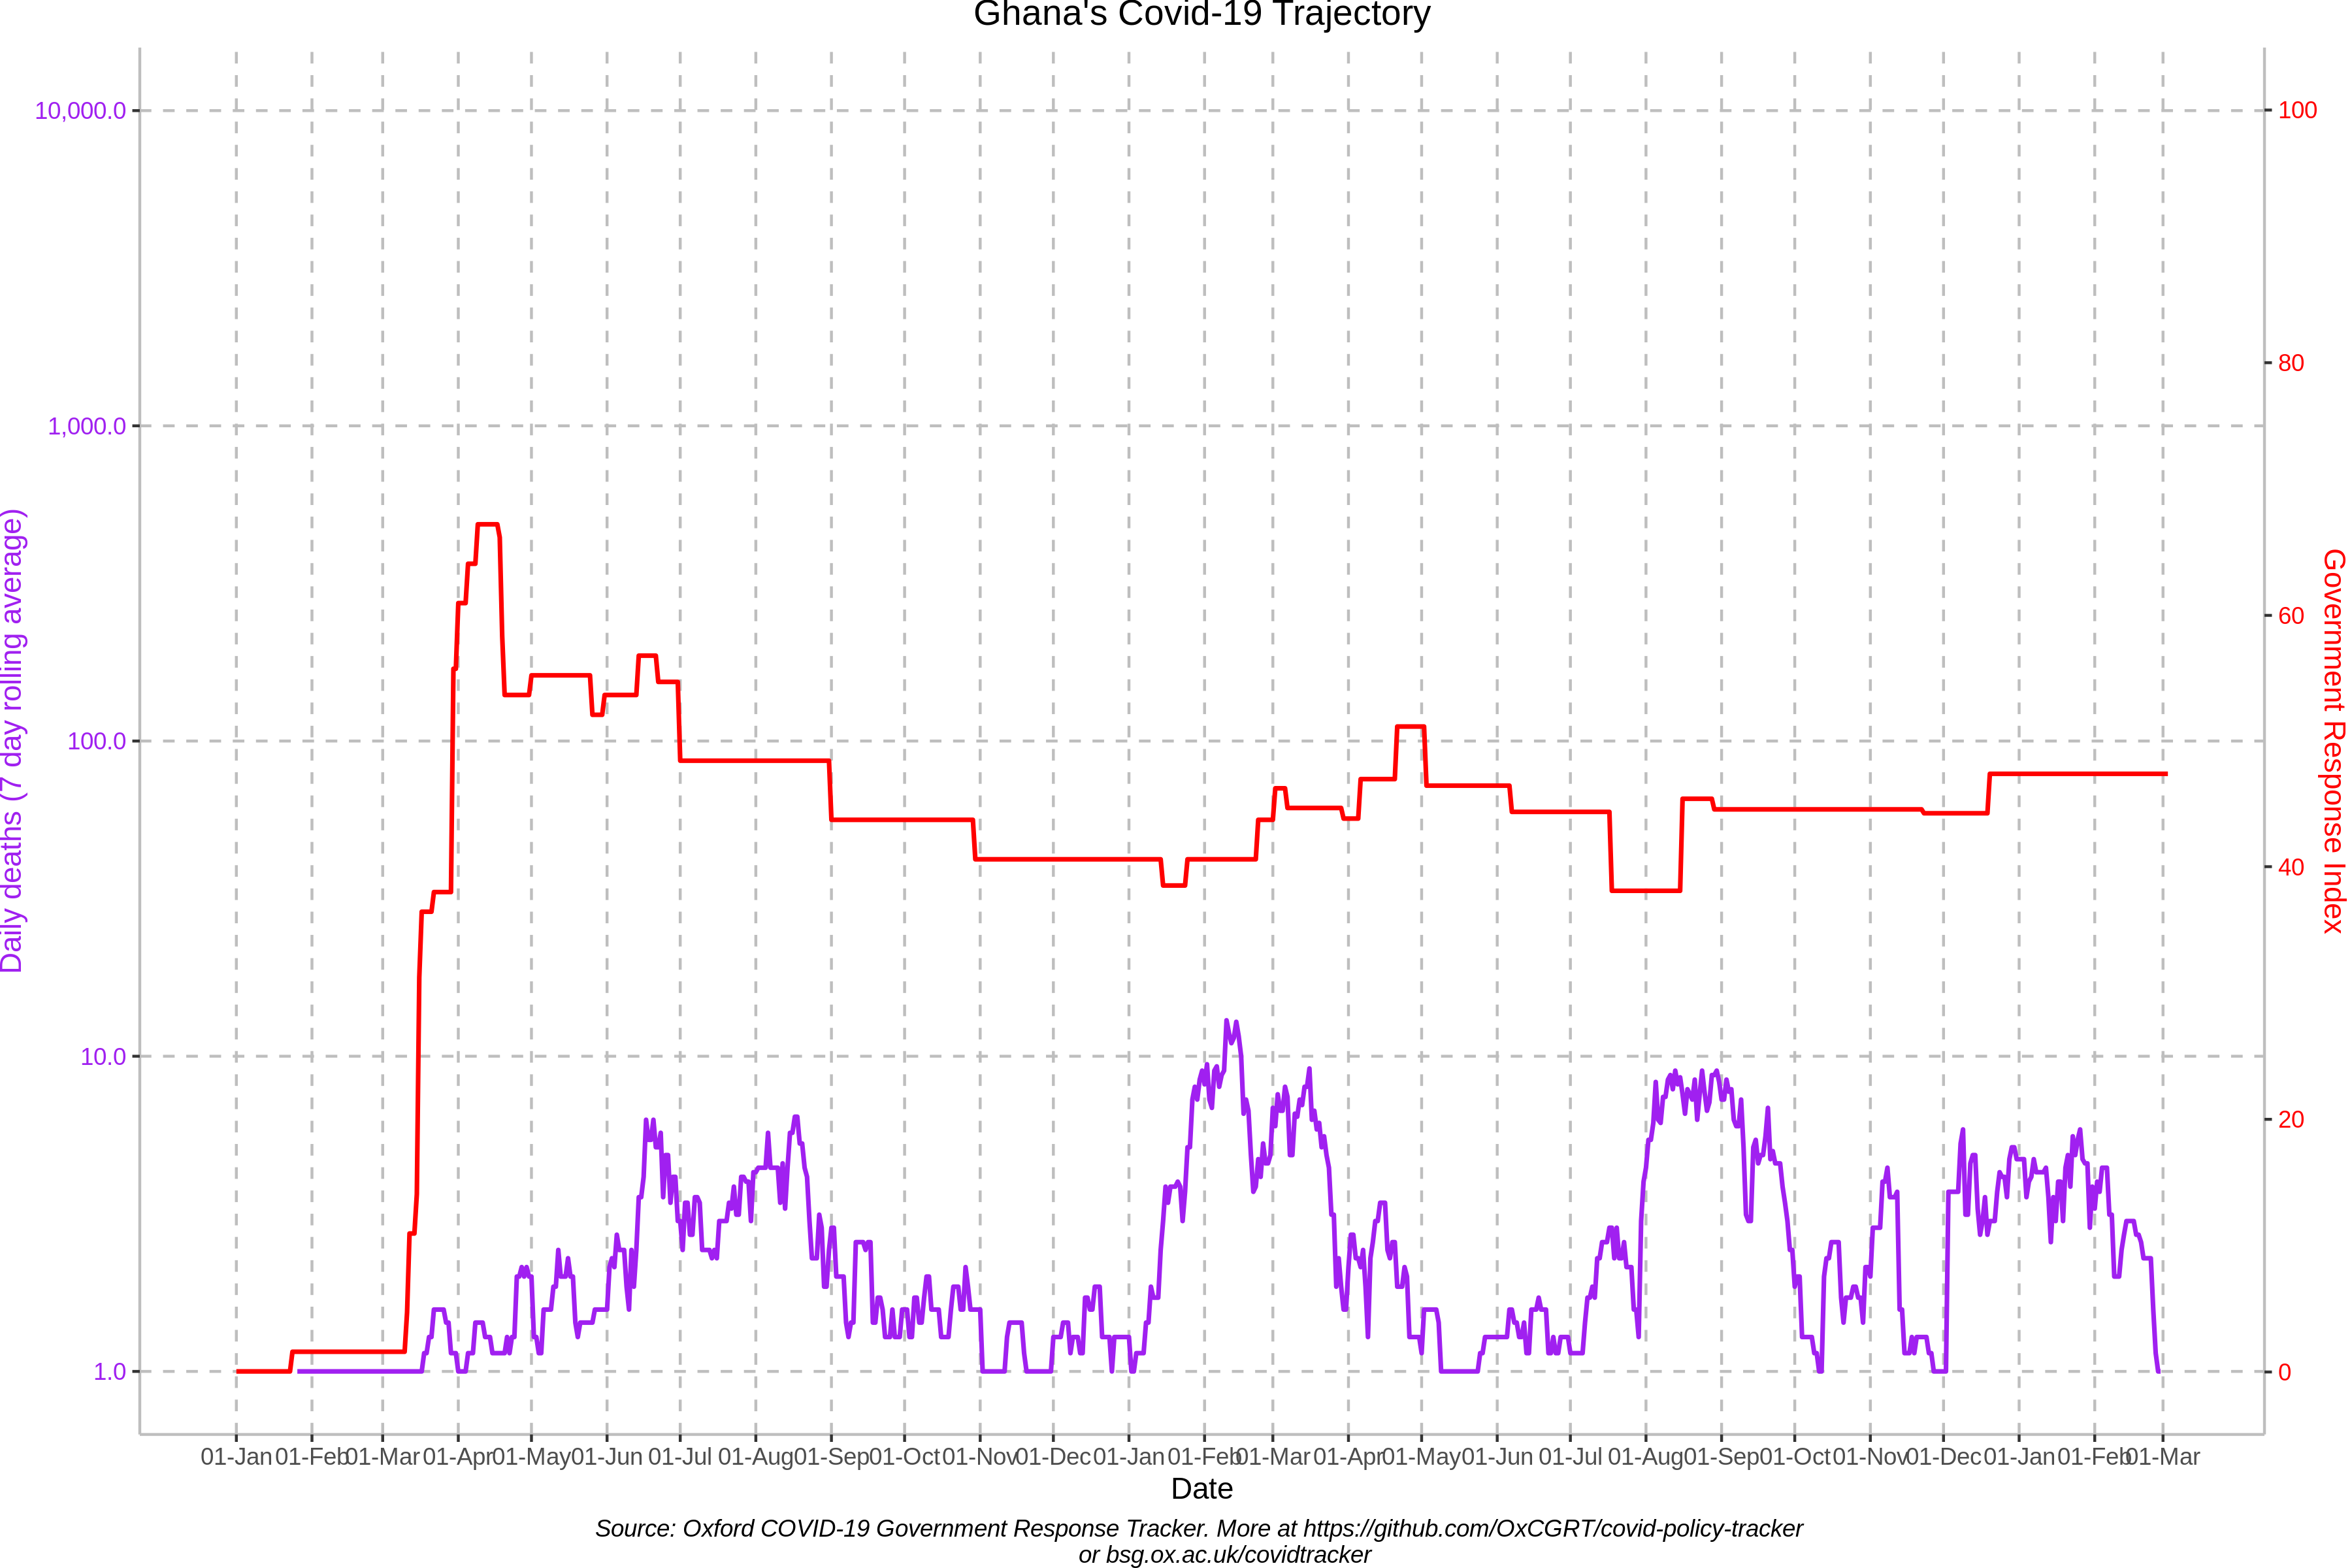 Ghana's Covid-19 Trajectory
10,000.0
1,000.0
100.0
10.0
1.0
Daily deaths (7 day rolling average)
100
80
60
40
20
0
Government Response Index
01-Jan 01-Feb 01-Mar 01-Apr 01-May 01-Jun 01-Jul 01-Aug 01-Sep 01-Oct 01-Nov 01-Dec 01-Jan 01-Feb 01-Mar 01-Apr 01-May 01-Jun 01-Jul 01-Aug 01-Sep 01-Oct 01-Nov 01-Dec 01-Jan 01-Feb 01-Mar
Date
Source: Oxford COVID-19 Government Response Tracker. More at https://github.com/OxCGRT/covid-policy-tracker
or bsg.ox.ac.uk/covidtracker